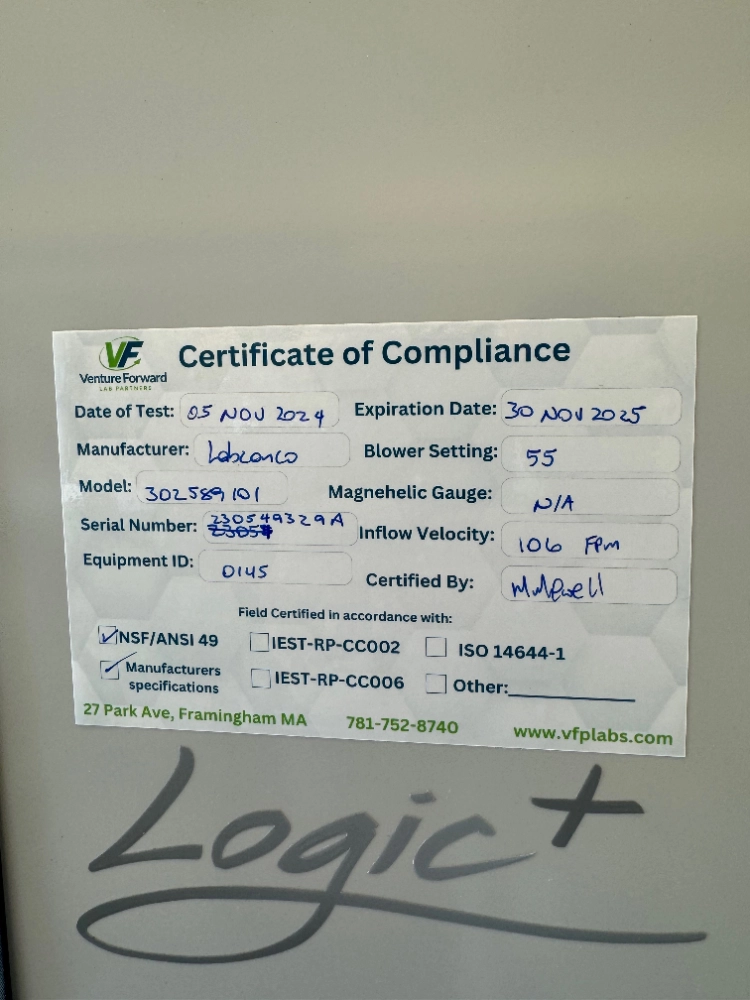 VF
Venture Forward
LAB PARTNERS
Certificate of Compliance
Date of Test: 05 NOV 2024
Expiration Date: 30 NOV 2025
Manufacturer: Labconco
Blower Setting: 55
Model: 302589101
Magnehelic Gauge: N/A
Serial Number: 230549329A
Inflow Velocity: 106 FPM
Equipment ID: 0145
Certified By:
Field Certified in accordance with:
NSF/ANSI 49
IEST-RP-CC002
ISO 14644-1
Manufacturers
specifications
IEST-RP-CC006
Other:
27 Park Ave, Framingham MA
781-752-8740
www.vfplabs.com
Logic+